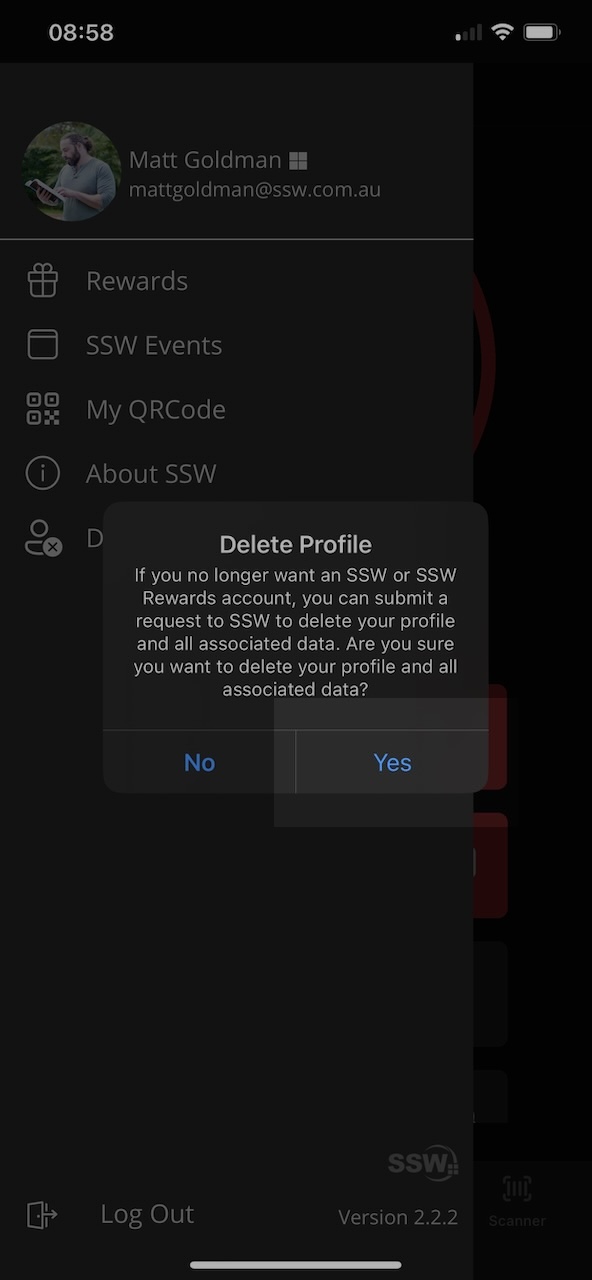 08:58
Matt Goldman
mattgoldman@ssw.com.au
Rewards
SSW Events
My QRCode
About SSW
D
Delete Profile
If you no longer want an SSW or SSW
Rewards account, you can submit a
request to SSW to delete your profile
and all associated data. Are you sure
you want to delete your profile and all
associated data?
No
Yes
SSW
Log Out
Version 2.2.2
Scanner